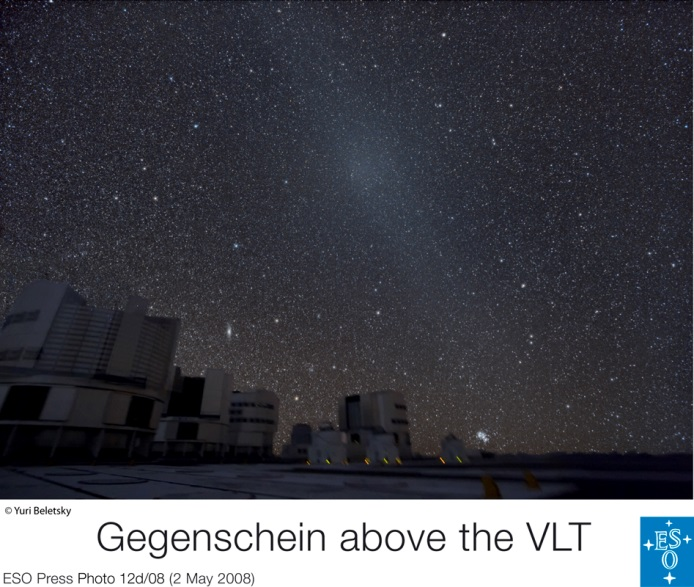 © Yuri Beletsky
Gegenschein above the VLT
ESO Press Photo 12d/08 (2 May 2008)
ES
O